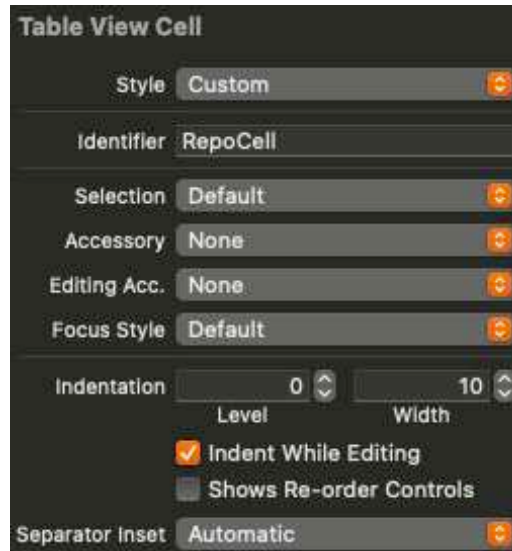 Table View Cell
Style Custom
Identifier RepoCell
Selection Default
Accessory None
Editing Acc. None
Focus Style Default
Indentation 0 10
Level Width
Indent While Editing
Shows Re-order Controls
Separator Inset Automatic